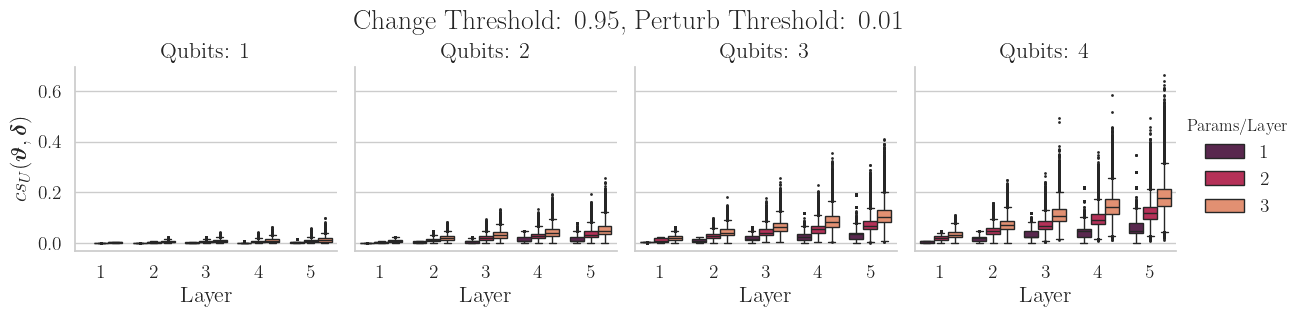 Change Threshold: 0.95, Perturb Threshold: 0.01
Qubits: 1
Qubits: 2
Qubits: 3
Qubits: 4
cs_U(ϑ, δ)
0.6
0.4
0.2
0.0
1 2 3 4 5
1 2 3 4 5
1 2 3 4 5
1 2 3 4 5
Layer
Layer
Layer
Layer
Params/Layer
1
2
3